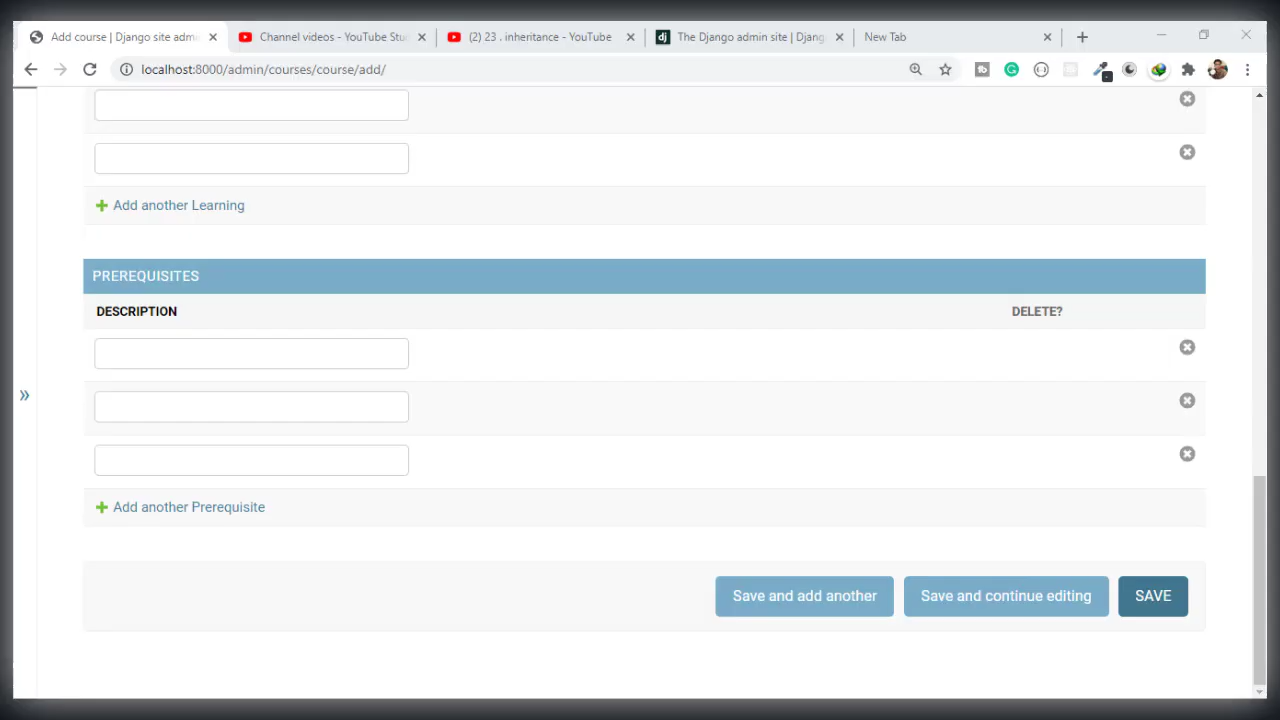 Add course | Django site adm
Channel videos - YouTube Stu
(2) 23 . inheritance - YouTube
dj
The Django admin site | Djang
New Tab
localhost:8000/admin/courses/course/add/
Add another Learning
PREREQUISITES
DESCRIPTION
DELETE?
Add another Prerequisite
Save and add another
Save and continue editing
SAVE